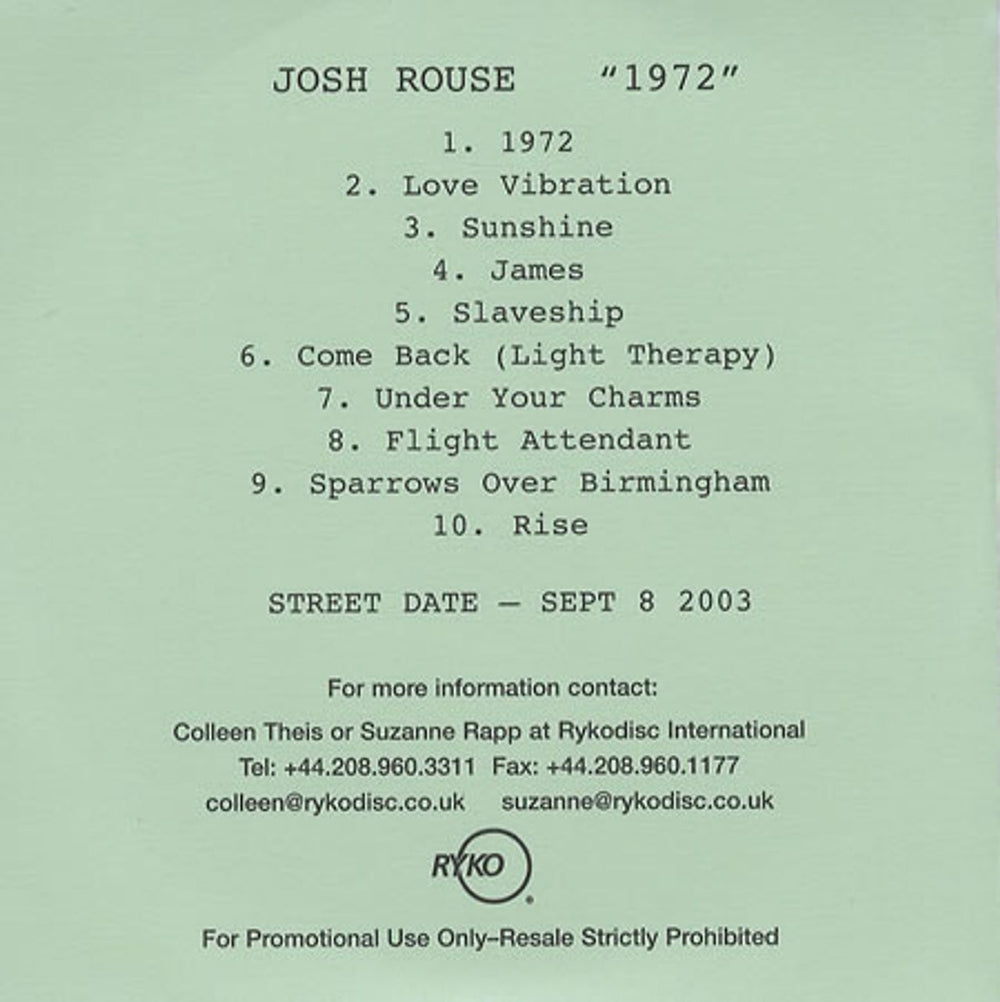 JOSH ROUSE "1972"
1. 1972
2. Love Vibration
3. Sunshine
4. James
5. Slaveship
6. Come Back (Light Therapy)
7. Under Your Charms
8. Flight Attendant
9. Sparrows Over Birmingham
10. Rise
STREET DATE — SEPT 8 2003
For more information contact:
Colleen Theis or Suzanne Rapp at Rykodisc International
Tel: +44.208.960.3311 Fax: +44.208.960.1177
colleen@rykodisc.co.uk suzanne@rykodisc.co.uk
RYKO
For Promotional Use Only–Resale Strictly Prohibited